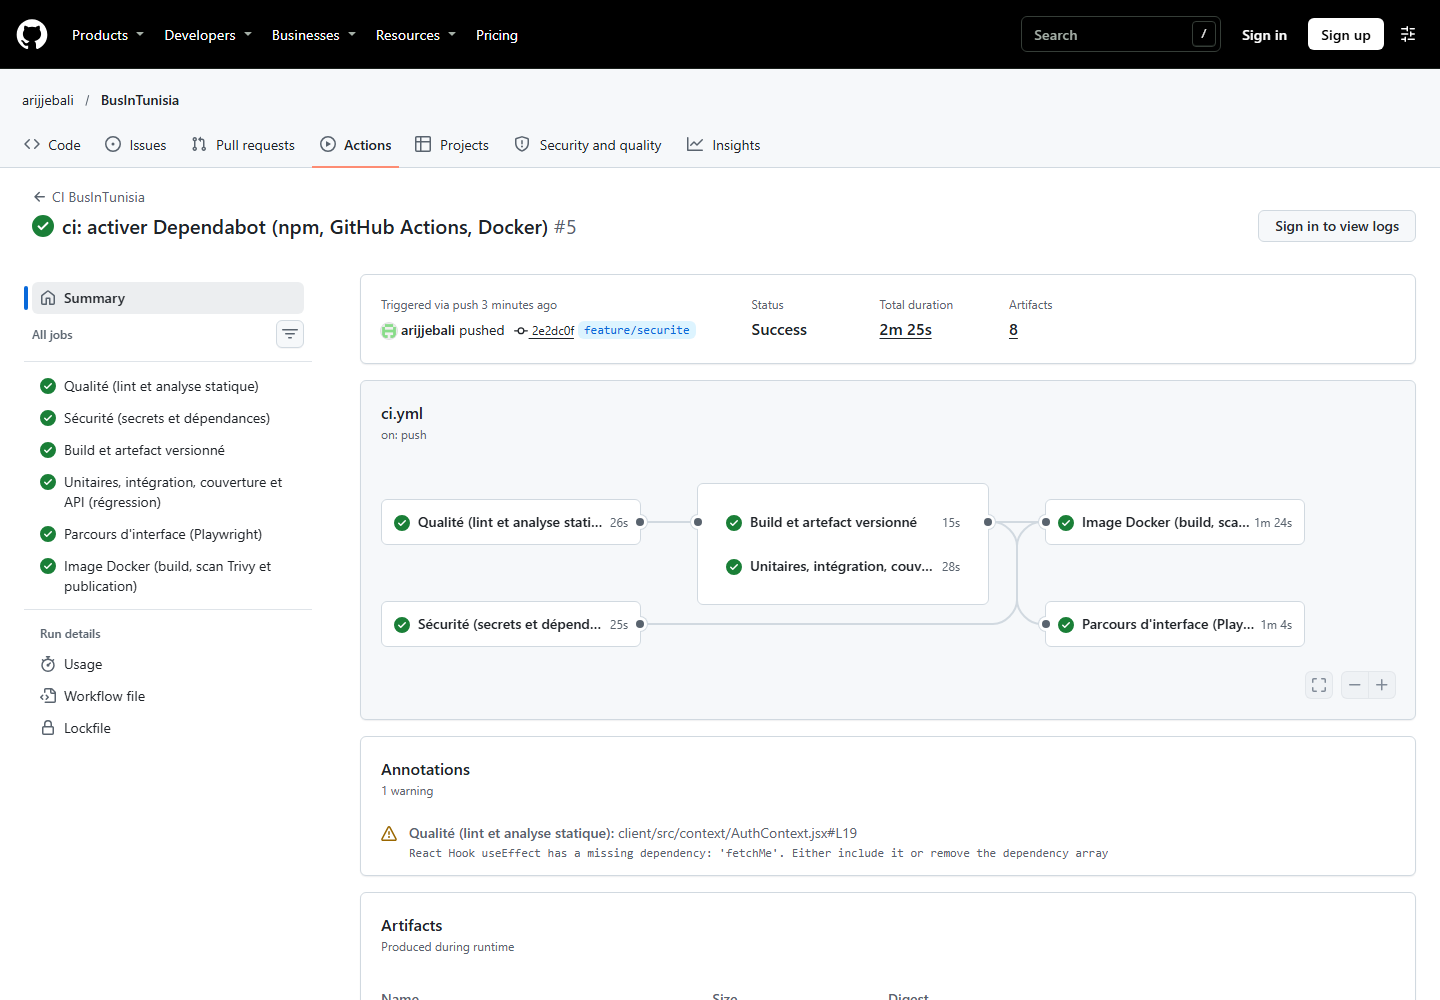 Products
Developers
Businesses
Resources
Pricing
Search
/
Sign in
Sign up
arijjebali / BusInTunisia
Code
Issues
Pull requests
Actions
Projects
Security and quality
Insights
CI BusInTunisia
ci: activer Dependabot (npm, GitHub Actions, Docker) #5
Sign in to view logs
Summary
All jobs
Qualité (lint et analyse statique)
Sécurité (secrets et dépendances)
Build et artefact versionné
Unitaires, intégration, couverture et
API (régression)
Parcours d'interface (Playwright)
Image Docker (build, scan Trivy et
publication)
Run details
Usage
Workflow file
Lockfile
Triggered via push 3 minutes ago
arijjebali pushed 2e2dc0f feature/securite
Status
Success
Total duration
2m 25s
Artifacts
8
ci.yml
on: push
Qualité (lint et analyse stati... 26s
Build et artefact versionné 15s
Unitaires, intégration, couv... 28s
Image Docker (build, sca... 1m 24s
Sécurité (secrets et dépend... 25s
Parcours d'interface (Play... 1m 4s
Annotations
1 warning
Qualité (lint et analyse statique): client/src/context/AuthContext.jsx#L19
React Hook useEffect has a missing dependency: 'fetchMe'. Either include it or remove the dependency array
Artifacts
Produced during runtime
Name
Size
Digest